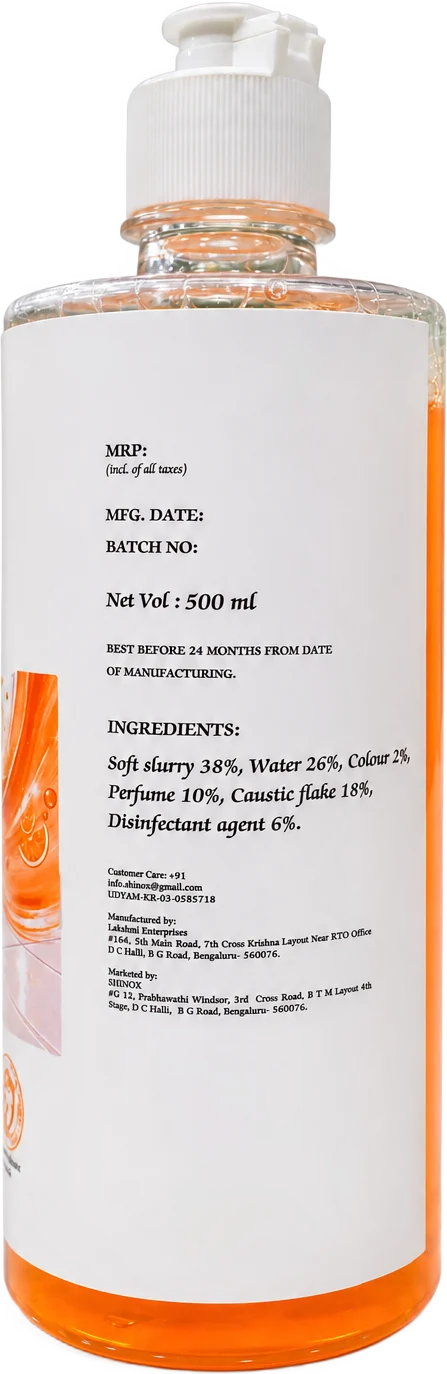 MRP:
(incl. of all taxes)
MFG. DATE:
BATCH NO:
Net Vol : 500 ml
BEST BEFORE 24 MONTHS FROM DATE
OF MANUFACTURING.
INGREDIENTS:
Soft slurry 38%, Water 26%, Colour 2%,
Perfume 10%, Caustic flake 18%,
Disinfectant agent 6%.
Customer Care: +91
info.shinox@gmail.com
UDYAM-KR-03-0585718
Manufactured by:
Lakshmi Enterprises
#164, 5th Main Road, 7th Cross Krishna Layout Near RTO Office
D C Halli, B G Road, Bengaluru- 560076.
Marketed by:
SHINOX
#G 12, Prabhawathi Windsor, 3rd Cross Road, B T M Layout 4th
Stage, D C Halli, B G Road, Bengaluru- 560076.